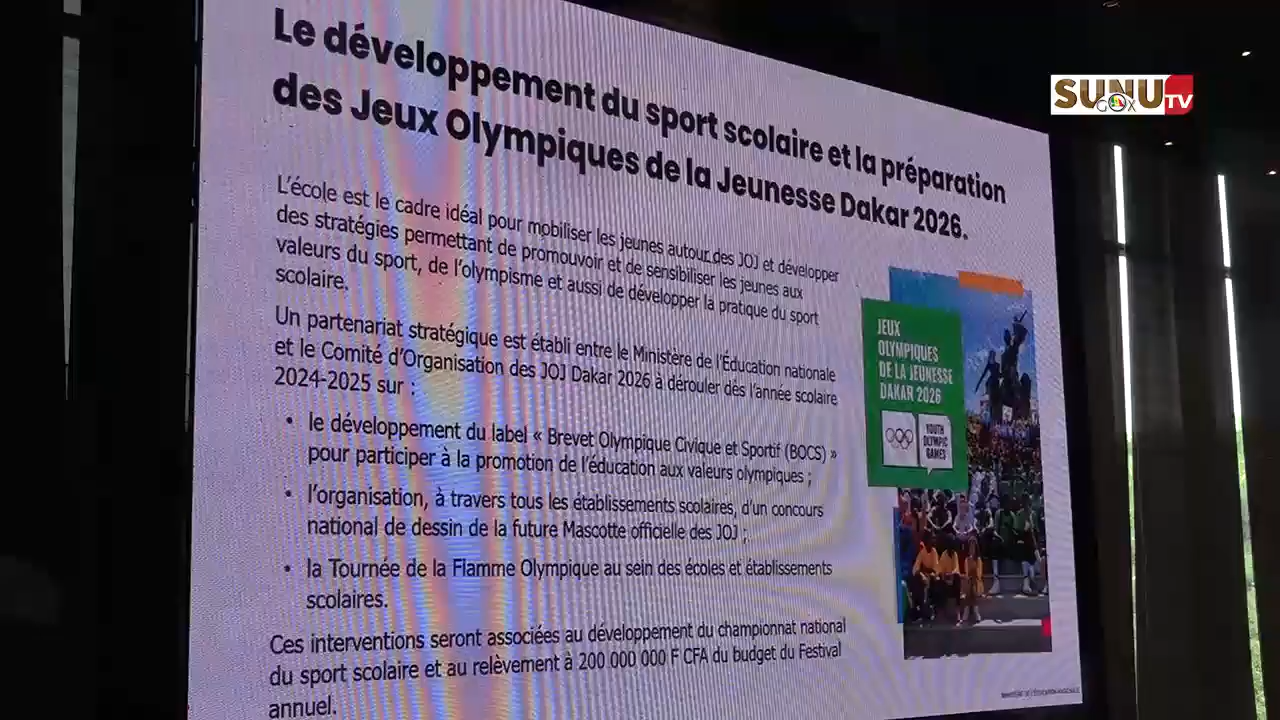 Le développement du sport scolaire et la préparation
des Jeux Olympiques de la Jeunesse Dakar 2026.
L'école est le cadre idéal pour mobiliser les jeunes autour des JOJ et développer
des stratégies permettant de promouvoir et de sensibiliser les jeunes aux
valeurs du sport, de l'olympisme et aussi de développer la pratique du sport
scolaire.
Un partenariat stratégique est établi entre le Ministère de l'Éducation nationale
et le Comité d'Organisation des JOJ Dakar 2026 à dérouler dès l'année scolaire
2024-2025 sur :
• le développement du label « Brevet Olympique Civique et Sportif (BOCS) »
pour participer à la promotion de l'éducation aux valeurs olympiques ;
• l'organisation, à travers tous les établissements scolaires, d'un concours
national de dessin de la future Mascotte officielle des JOJ ;
• la Tournée de la Flamme Olympique au sein des écoles et établissements
scolaires.
Ces interventions seront associées au développement du championnat national
du sport scolaire et au relèvement à 200 000 000 F CFA du budget du Festival
annuel.
JEUX
OLYMPIQUES
DE LA JEUNESSE
DAKAR 2026
YOUTH
OLYMPIC
GAMES
MINISTÈRE DE L'ÉDUCATION NATIONALE
SUNU
GOX
TV